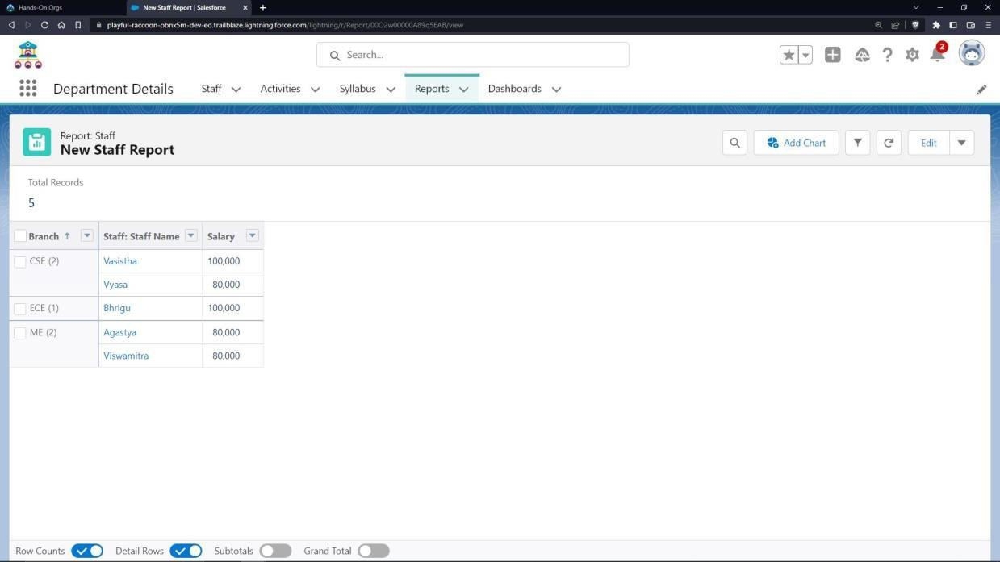 Hands-On Orgs
New Staff Report | Salesforce
playful-raccoon-obnx5m-dev-ed.trailblaze.lightning.force.com/lightning/r/Report/00O2w00000A89q5EAB/view
Search...
2
Department Details
Staff
Activities
Syllabus
Reports
Dashboards
Report: Staff
New Staff Report
Add Chart
Edit
Total Records
5
Branch ↑ Staff: Staff Name Salary
CSE (2) Vasistha 100,000
Vyasa 80,000
ECE (1) Bhrigu 100,000
ME (2) Agastya 80,000
Viswamitra 80,000
Row Counts Detail Rows Subtotals Grand Total